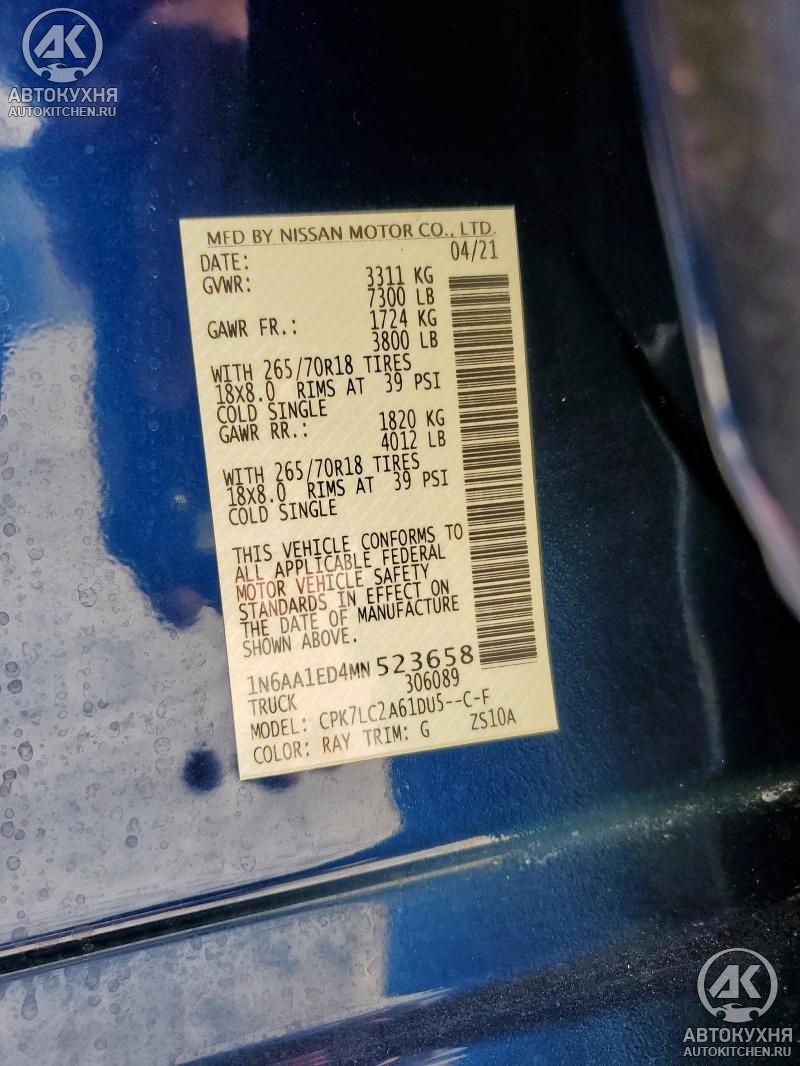 АК
АВТОКУХНЯ
AUTOKITCHEN.RU
MFD BY NISSAN MOTOR CO., LTD.
DATE: 04/21
GVWR: 3311 KG
7300 LB
GAWR FR.: 1724 KG
3800 LB
WITH 265/70R18 TIRES
18X8.0 RIMS AT 39 PSI
COLD SINGLE
GAWR RR.: 1820 KG
4012 LB
WITH 265/70R18 TIRES
18X8.0 RIMS AT 39 PSI
COLD SINGLE
THIS VEHICLE CONFORMS TO
ALL APPLICABLE FEDERAL
MOTOR VEHICLE SAFETY
STANDARDS IN EFFECT ON
THE DATE OF MANUFACTURE
SHOWN ABOVE.
1N6AA1ED4MN523658
TRUCK 306089
MODEL: CPK7LC2A61DU5--C-F
COLOR: RAY TRIM: G ZS10A
АК
АВТОКУХНЯ
AUTOKITCHEN.RU